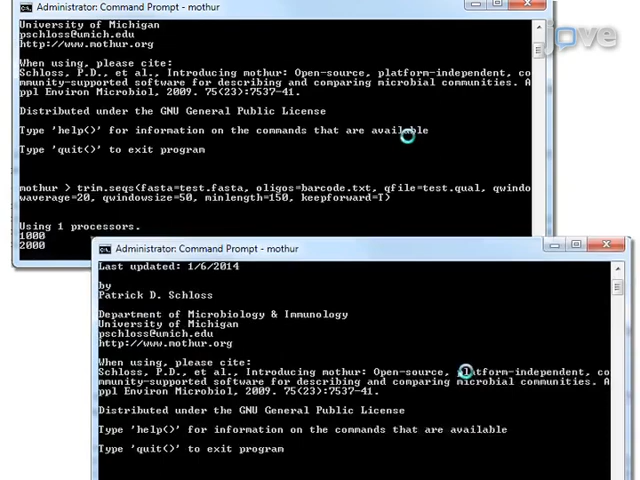 Administrator: Command Prompt - mothur
jove
University of Michigan
pschloss@umich.edu
http://www.mothur.org
When using, please cite:
Schloss, P.D., et al., Introducing mothur: Open-source, platform-independent, co
mmunity-supported software for describing and comparing microbial communities. A
ppl Environ Microbiol, 2009. 75(23):7537-41.
Distributed under the GNU General Public License
Type 'help()' for information on the commands that are available
Type 'quit()' to exit program
mothur > trim.seqs(fasta=test.fasta, oligos=barcode.txt, qfile=test.qual, qwindo
waverage=20, qwindowsize=50, minlength=150, keepforward=T)
Using 1 processors.
1000
2000
Administrator: Command Prompt - mothur
Last updated: 1/6/2014
by
Patrick D. Schloss
Department of Microbiology & Immunology
University of Michigan
pschloss@umich.edu
http://www.mothur.org
When using, please cite:
Schloss, P.D., et al., Introducing mothur: Open-source, platform-independent, co
mmunity-supported software for describing and comparing microbial communities. A
ppl Environ Microbiol, 2009. 75(23):7537-41.
Distributed under the GNU General Public License
Type 'help()' for information on the commands that are available
Type 'quit()' to exit program